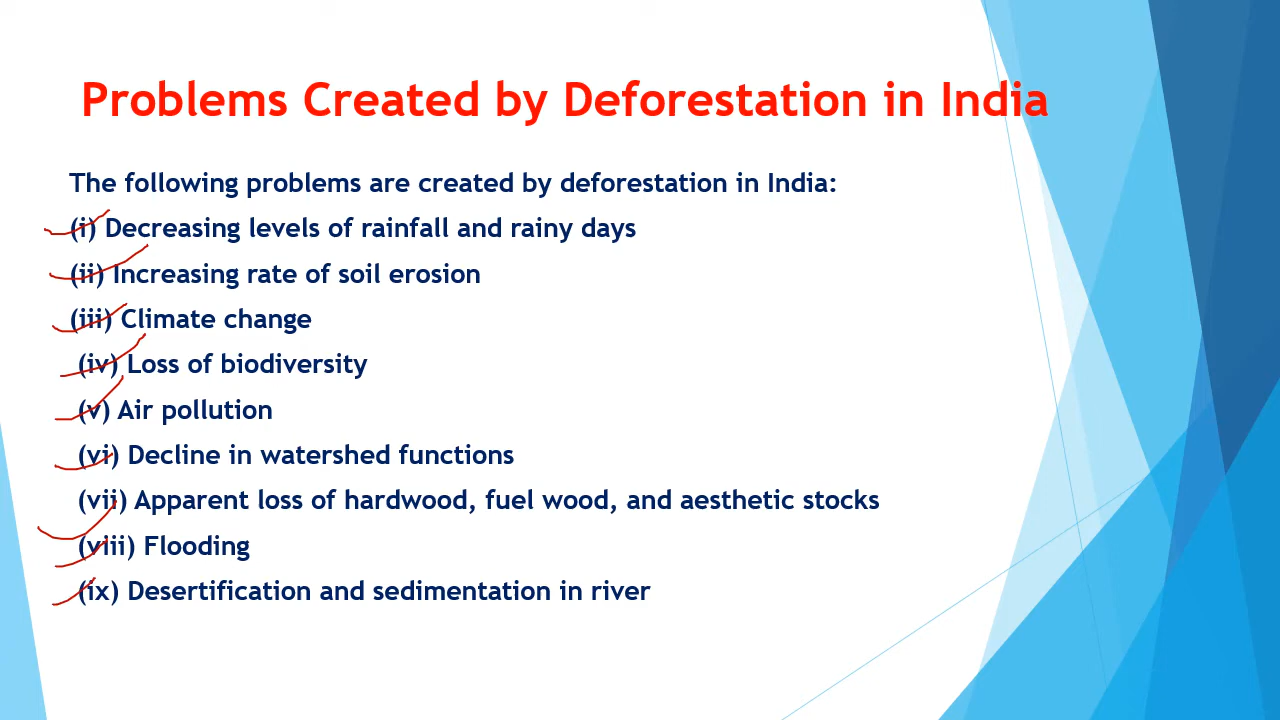 Problems Created by Deforestation in India
The following problems are created by deforestation in India:
(i) Decreasing levels of rainfall and rainy days
(ii) Increasing rate of soil erosion
(iii) Climate change
(iv) Loss of biodiversity
(v) Air pollution
(vi) Decline in watershed functions
(vii) Apparent loss of hardwood, fuel wood, and aesthetic stocks
(viii) Flooding
(ix) Desertification and sedimentation in river